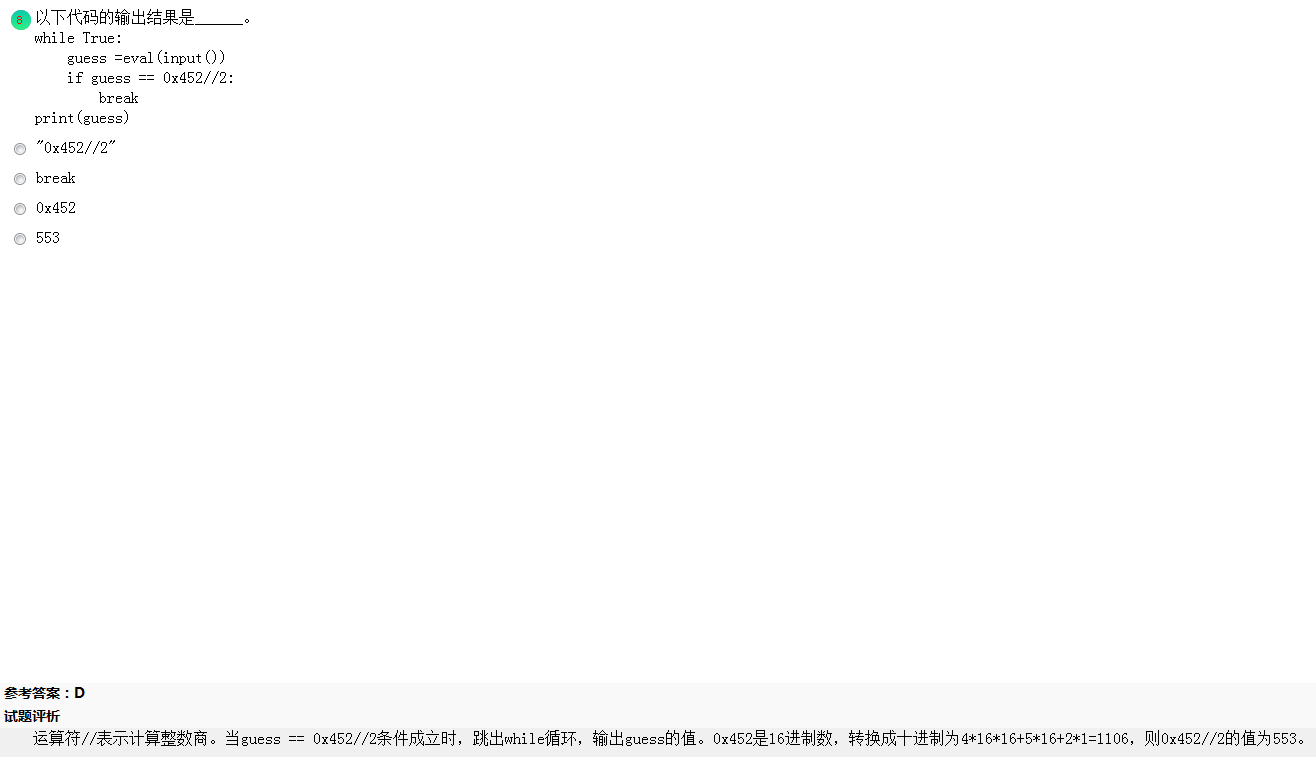 8 以下代码的输出结果是______。
while True:
    guess =eval(input())
    if guess == 0x452//2:
        break
print(guess)
"0x452//2"
break
0x452
553
参考答案：D
试题评析
运算符//表示计算整数商。当guess == 0x452//2条件成立时，跳出while循环，输出guess的值。0x452是16进制数，转换成十进制为4*16*16+5*16+2*1=1106，则0x452//2的值为553。